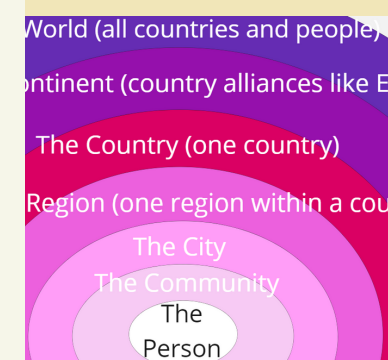 World (all countries and people)
ontinent (country alliances like E
The Country (one country)
Region (one region within a cou
The City
The Community
The
Person